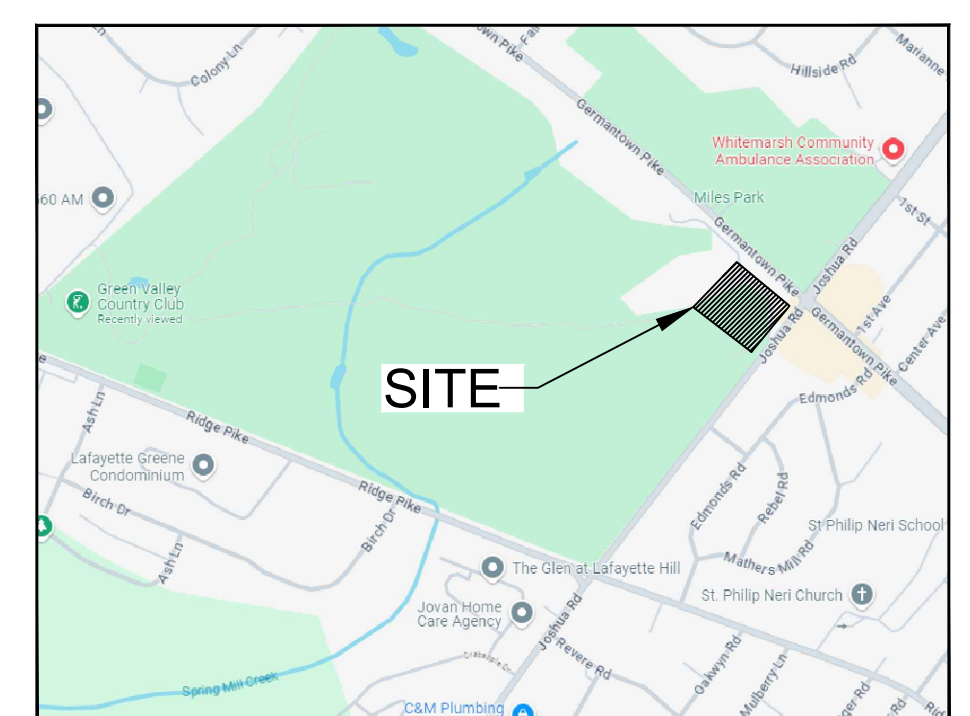 Colony Ln
Germantown Pike
Hillside Rd
Marianne
Whitemarsh Community
Ambulance Association
60 AM
Miles Park
1st St
Germantown Pike
Joshua Rd
Green Valley
Country Club
Recently viewed
Joshua Rd
Germantown Pike
1st Ave
Center Ave
SITE
Edmonds Rd
Ash Ln
Ridge Pike
Lafayette Greene
Condominium
Birch Dr
Ridge Pike
Birch Dr
Edmonds Rd
Rebel Rd
St Philip Neri School
Ash Ln
Mathers Mill Rd
The Glen at Lafayette Hill
St. Philip Neri Church
Jovan Home
Care Agency
Joshua Rd
Revere Rd
Oakwyn Rd
Mulberry Ln
Spring Mill Creek
C&M Plumbing